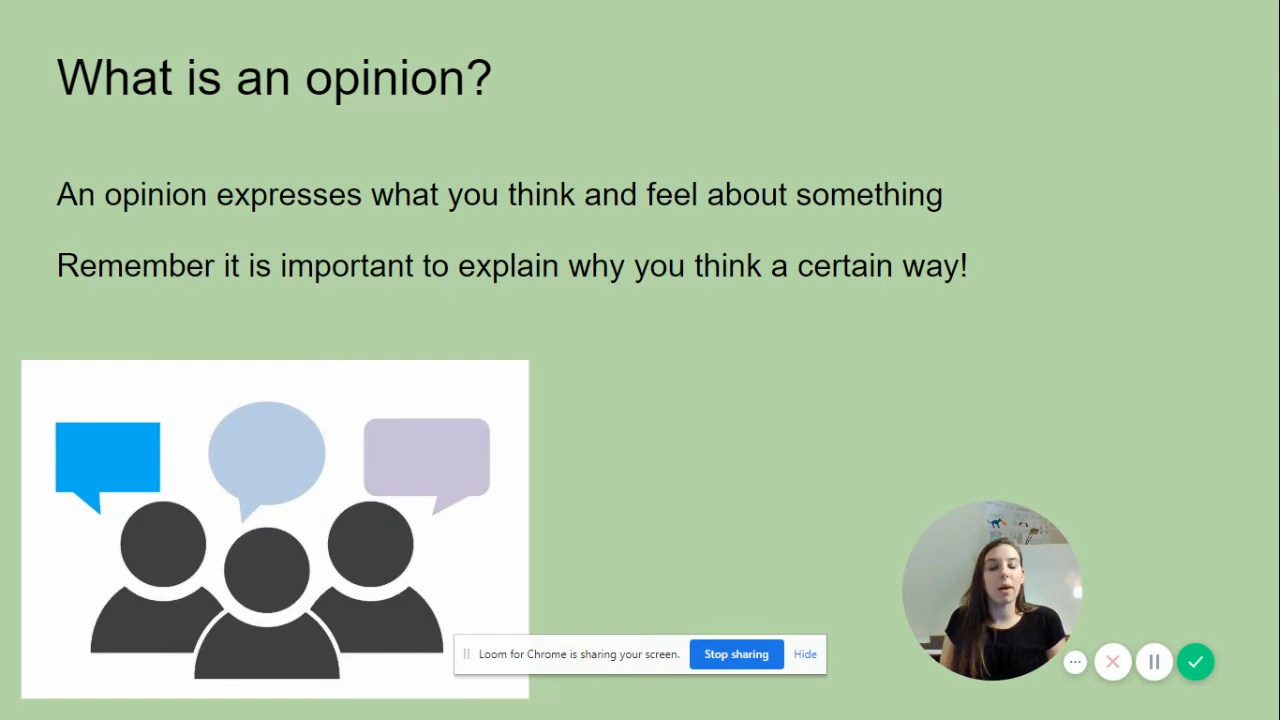 What is an opinion?
An opinion expresses what you think and feel about something
Remember it is important to explain why you think a certain way!
Loom for Chrome is sharing your screen. Stop sharing Hide